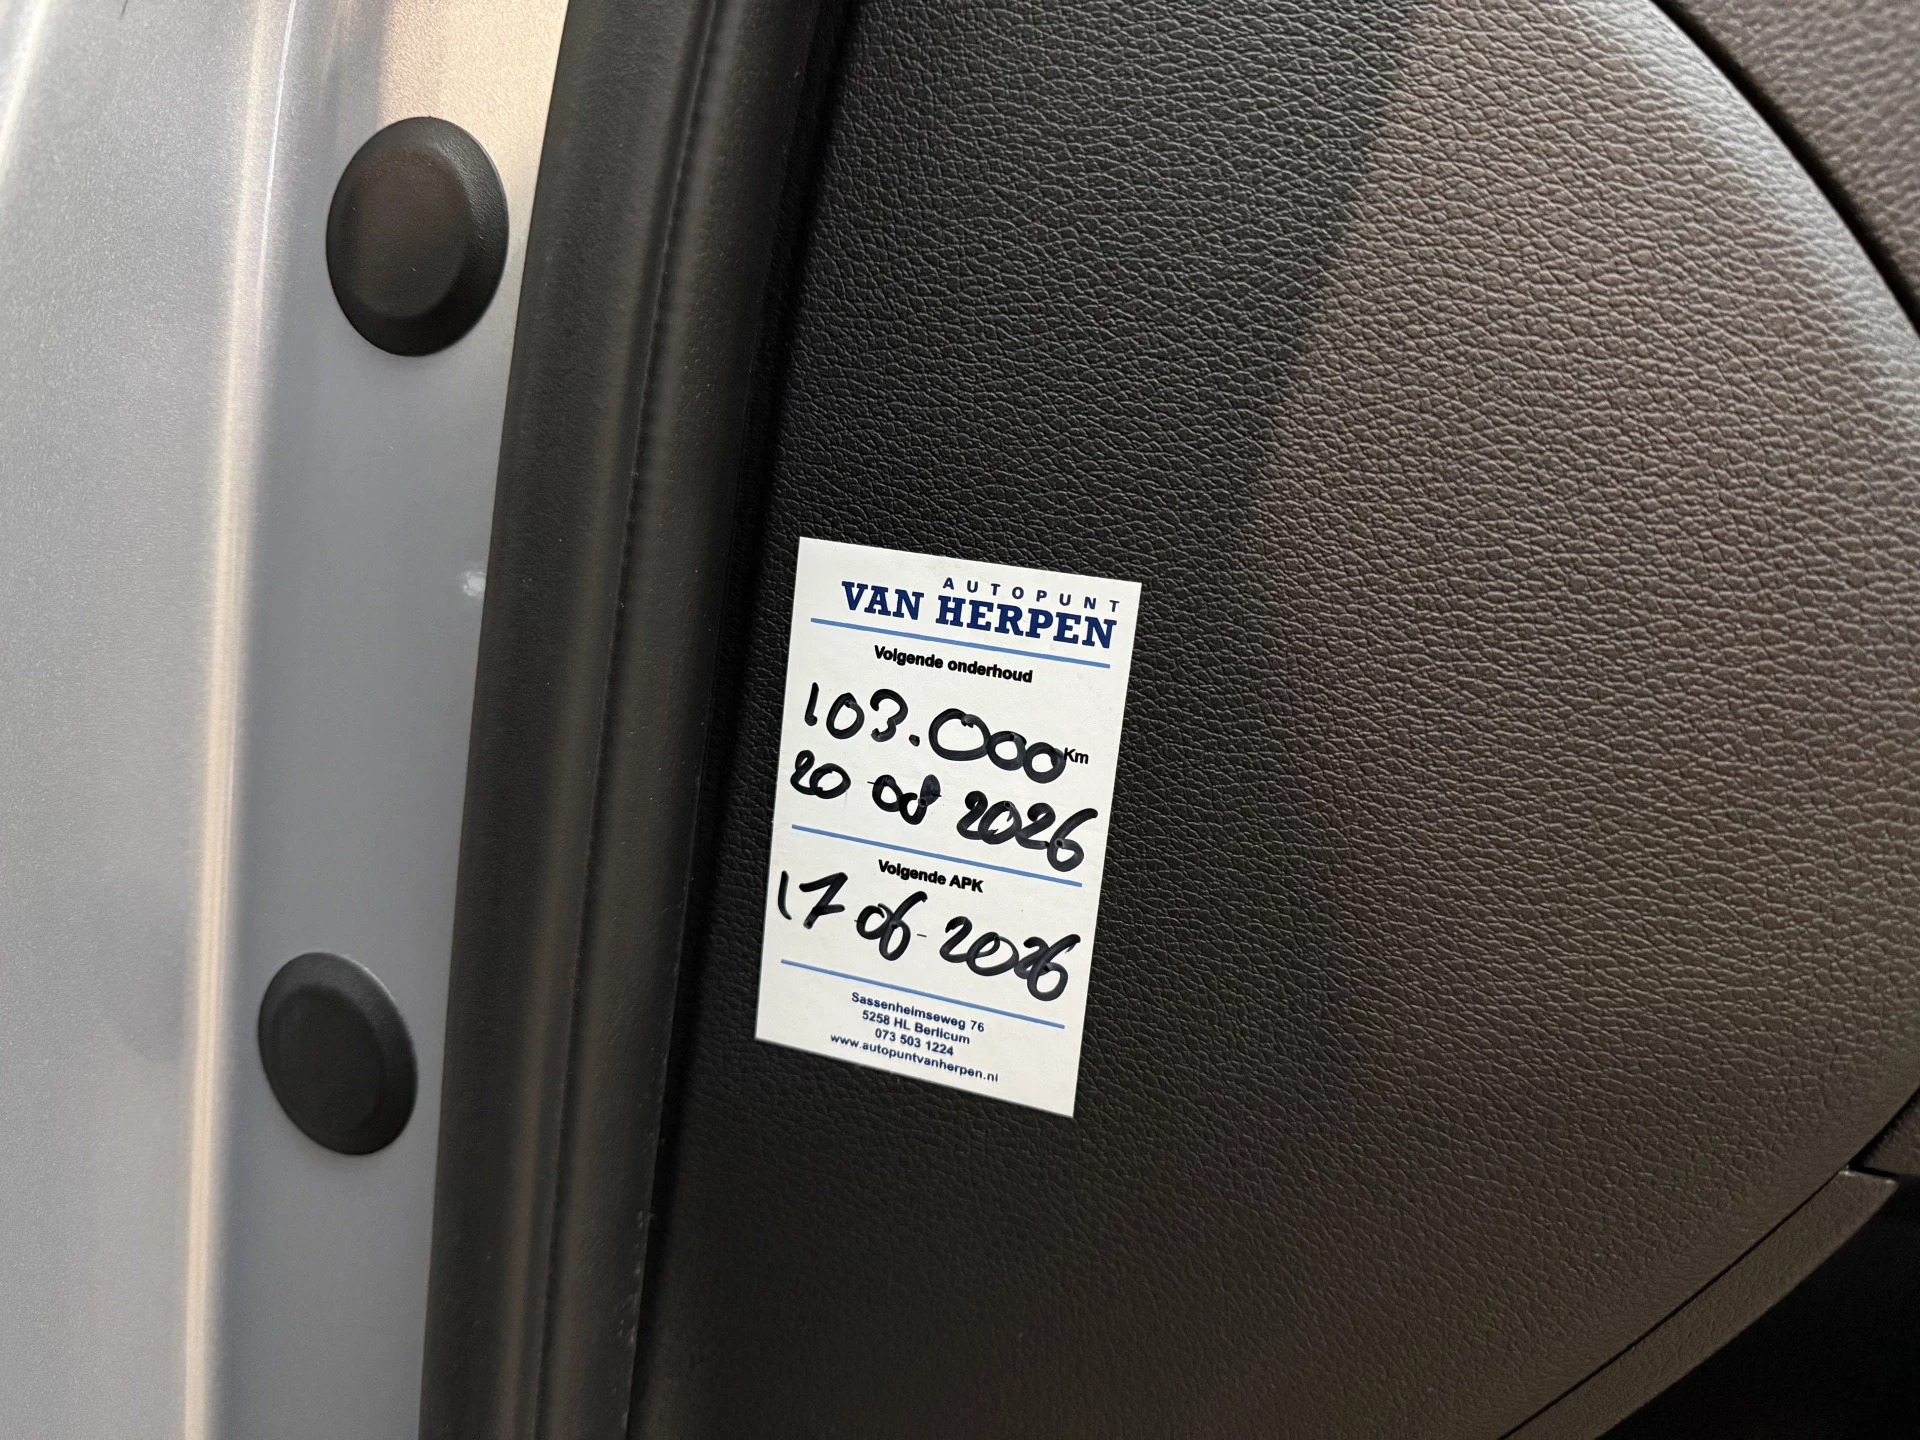 AUTOPUNT
VAN HERPEN
Volgende onderhoud
103.000 Km
20 08 2026
Volgende APK
17 06 2026
Sassenheimseweg 76
5258 HL Berlicum
073 503 1224
www.autopuntvanherpen.nl